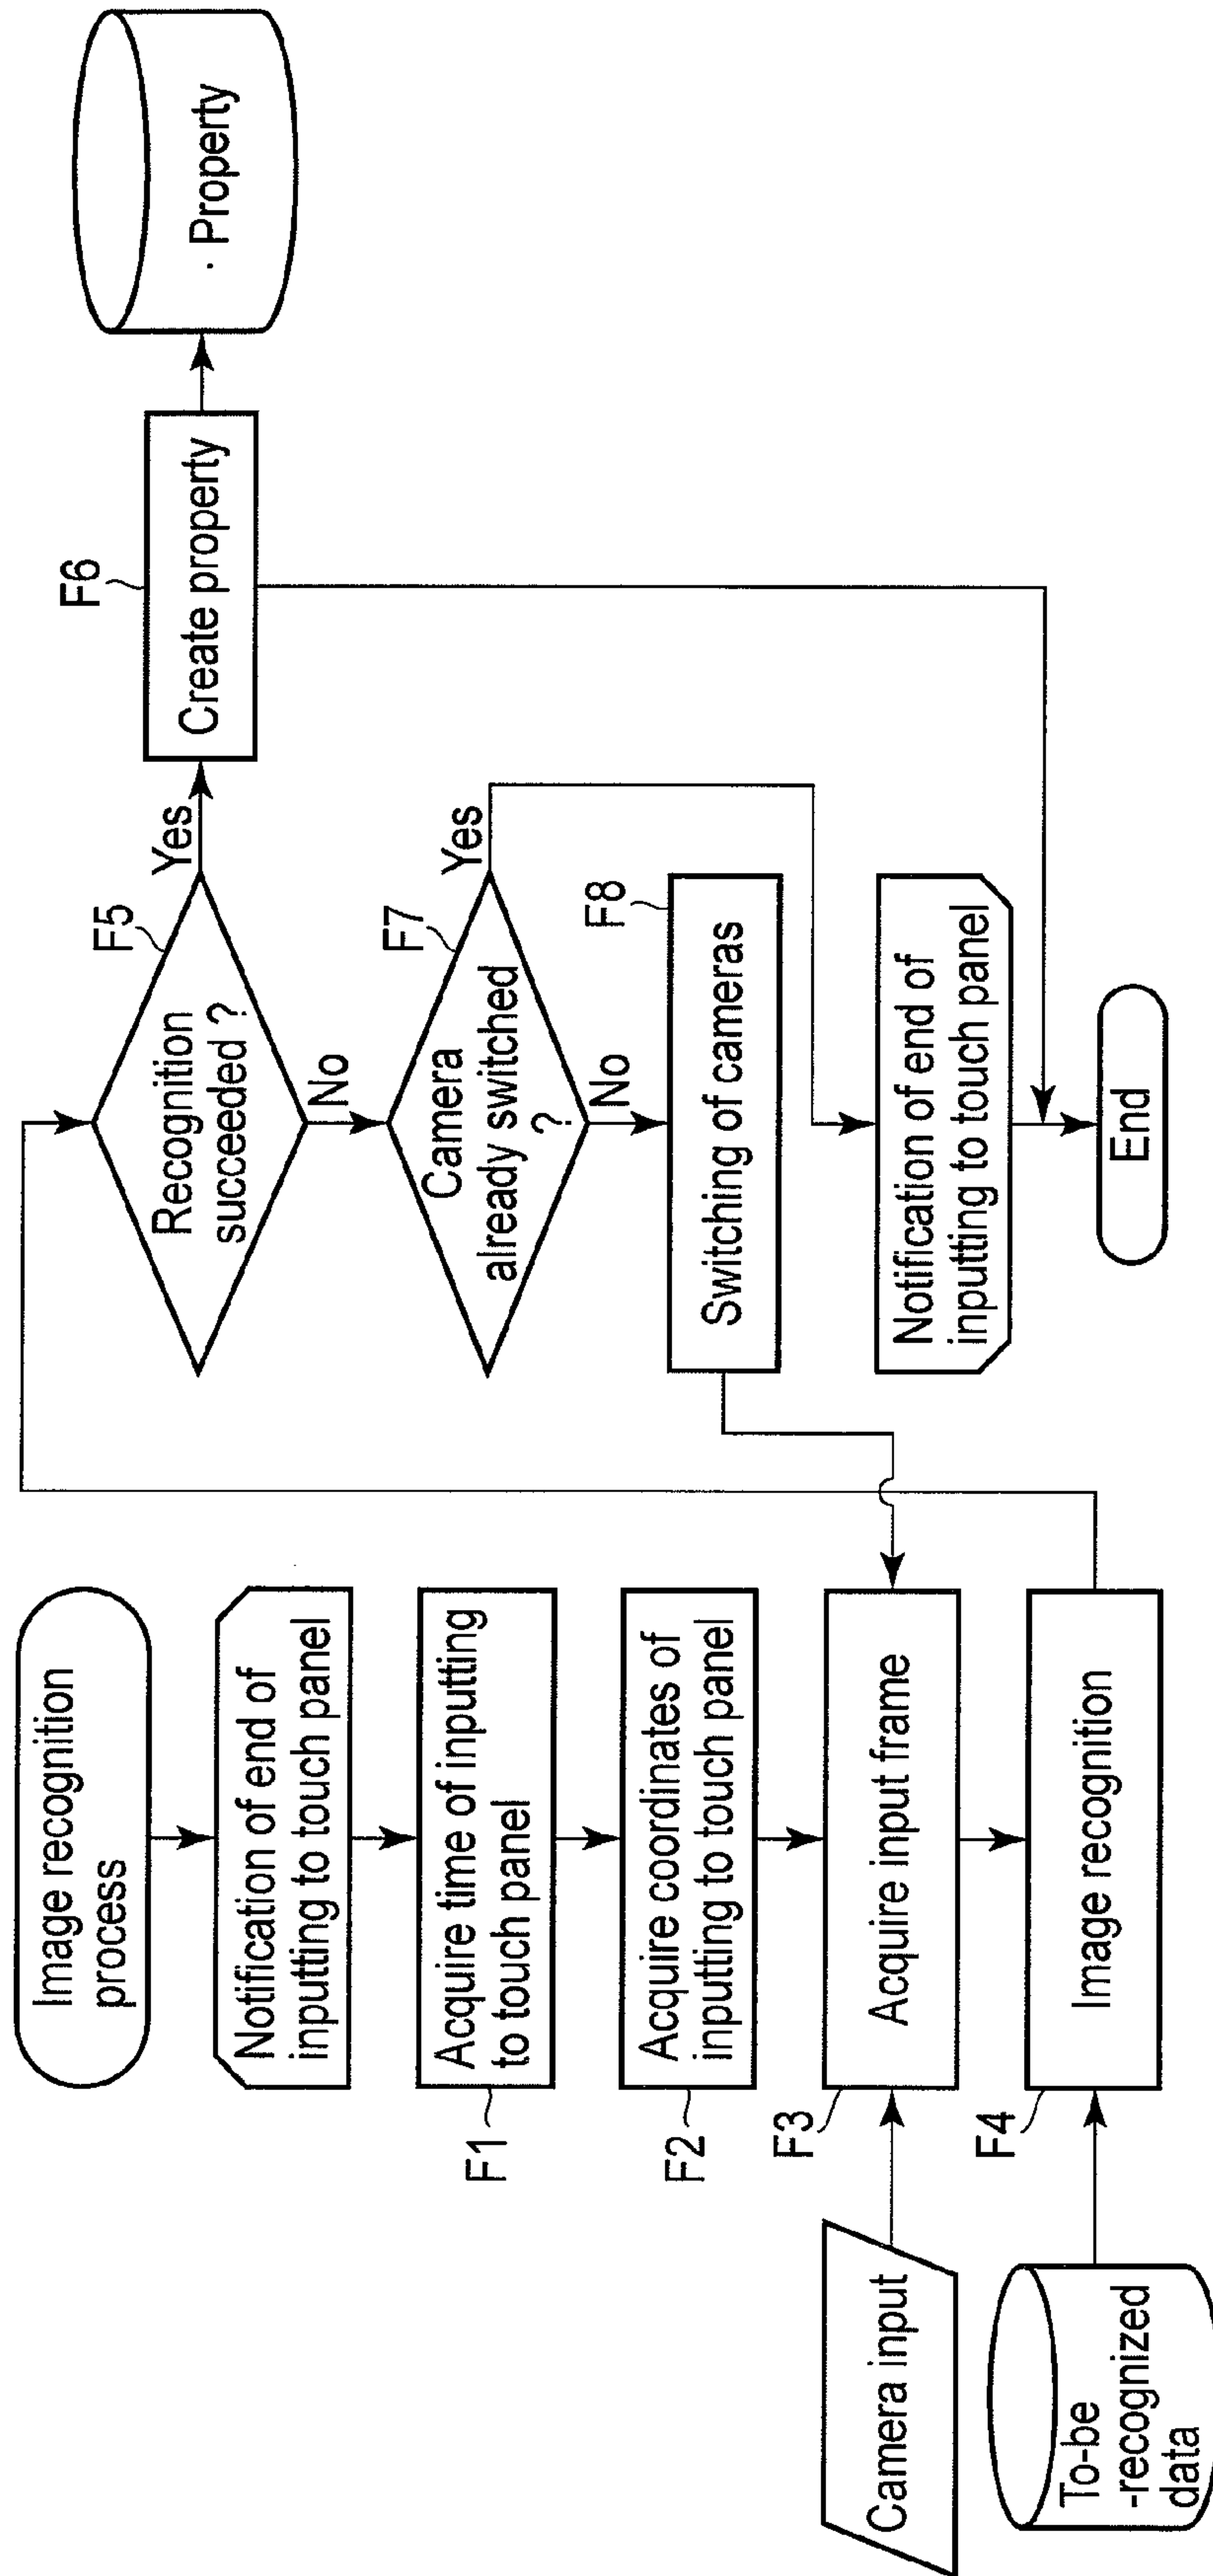 Image recognition
process
Notification of end of
inputting to touch panel
Acquire time of inputting
to touch panel
F1
Acquire coordinates of
inputting to touch panel
F2
Camera input
F3
Acquire input frame
To-be
-recognized
data
F4
Image recognition
F5
Recognition
succeeded ?
Yes
No
F6
Create property
· Property
F7
Camera
already switched
?
Yes
No
F8
Switching of cameras
Notification of end of
inputting to touch panel
End